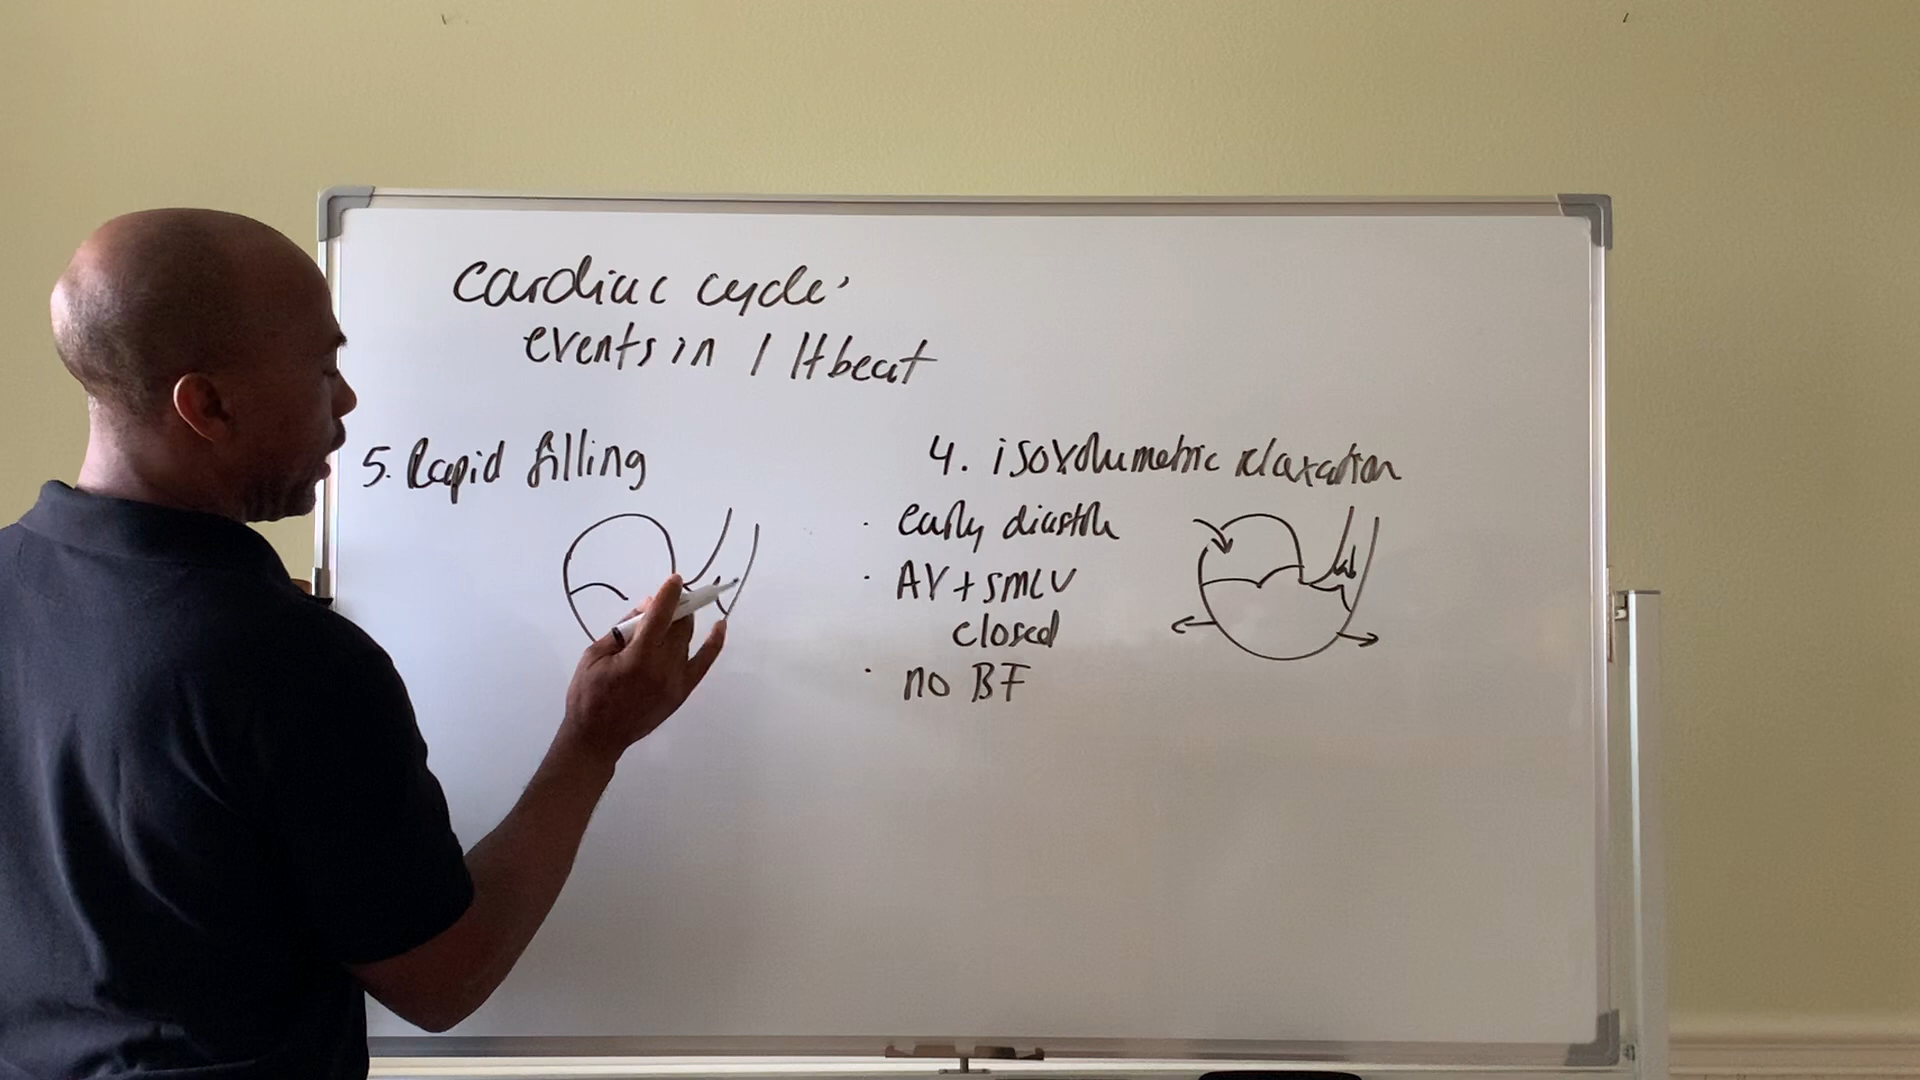 cardiac cycle:
events in 1 Htbeat
5. Rapid filling
4. isovolumetric relaxation
· early diastole
· AV + SMLV
closed
· no BF